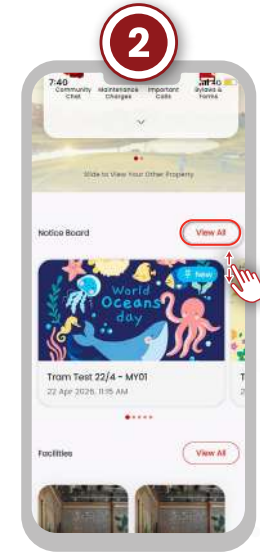 2
7:40
Community Chat
Maintenance Charges
Important Calls
Bylaws & Forms
Slide to View Your Other Property
Notice Board
View All
New
World Oceans day
Tram Test 22/4 - MY01
22 Apr 2026, 11:15 AM
Facilities
View All